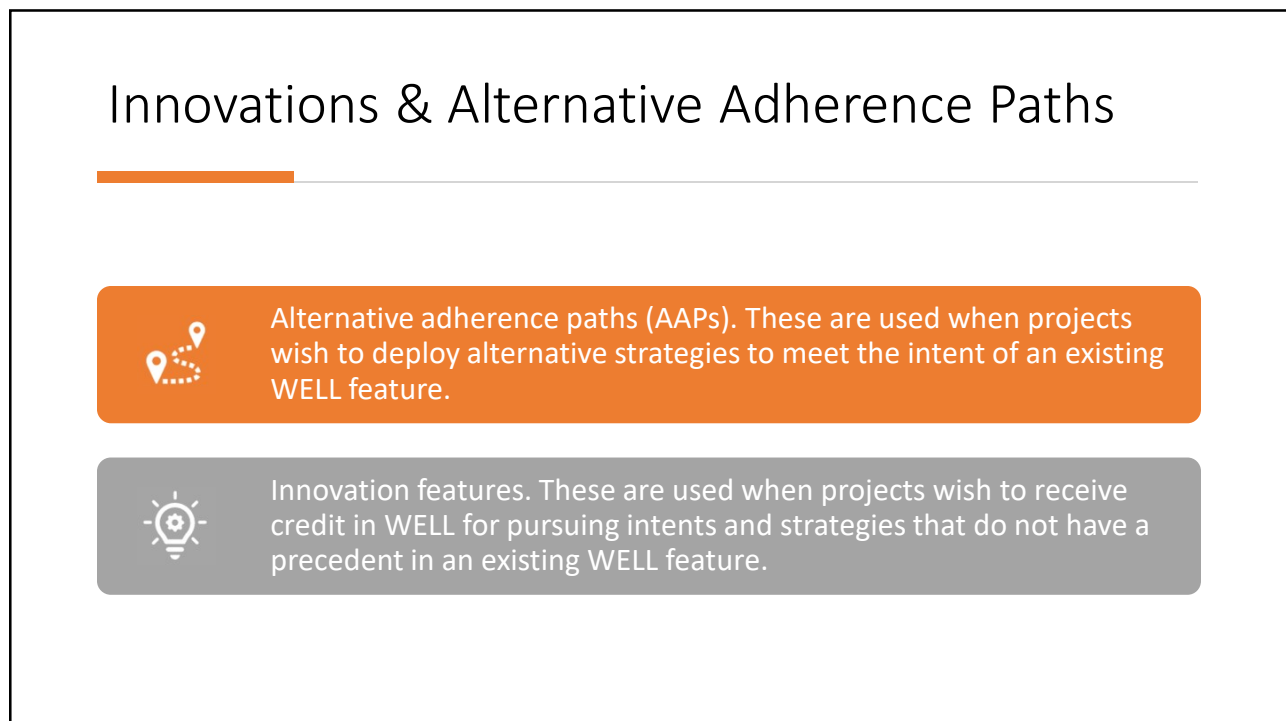 Innovations & Alternative Adherence Paths
Alternative adherence paths (AAPs). These are used when projects
wish to deploy alternative strategies to meet the intent of an existing
WELL feature.
Innovation features. These are used when projects wish to receive
credit in WELL for pursuing intents and strategies that do not have a
precedent in an existing WELL feature.